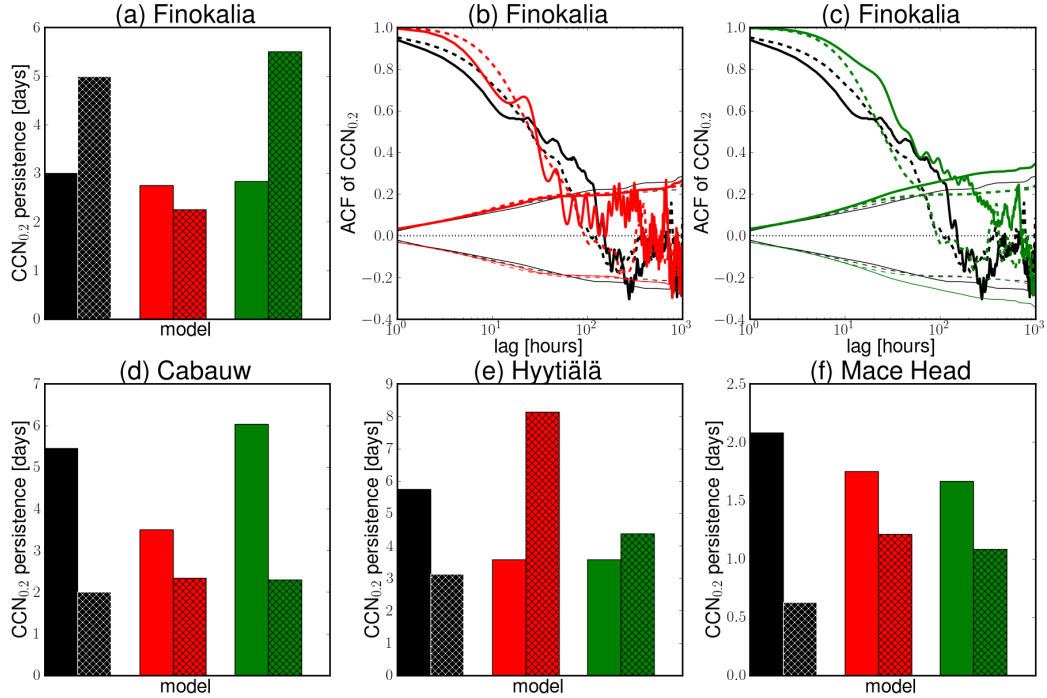 (a) Finokalia
CCN0.2 persistence [days]
6
5
4
3
2
1
0
model
(b) Finokalia
ACF of CCN0.2
1.0
0.8
0.6
0.4
0.2
0.0
−0.2
−0.4
10^0 10^1 10^2 10^3
lag [hours]
(c) Finokalia
ACF of CCN0.2
1.0
0.8
0.6
0.4
0.2
0.0
−0.2
−0.4
10^0 10^1 10^2 10^3
lag [hours]
(d) Cabauw
CCN0.2 persistence [days]
7
6
5
4
3
2
1
0
model
(e) Hyytiälä
CCN0.2 persistence [days]
9
8
7
6
5
4
3
2
1
0
model
(f) Mace Head
CCN0.2 persistence [days]
2.5
2.0
1.5
1.0
0.5
0.0
model